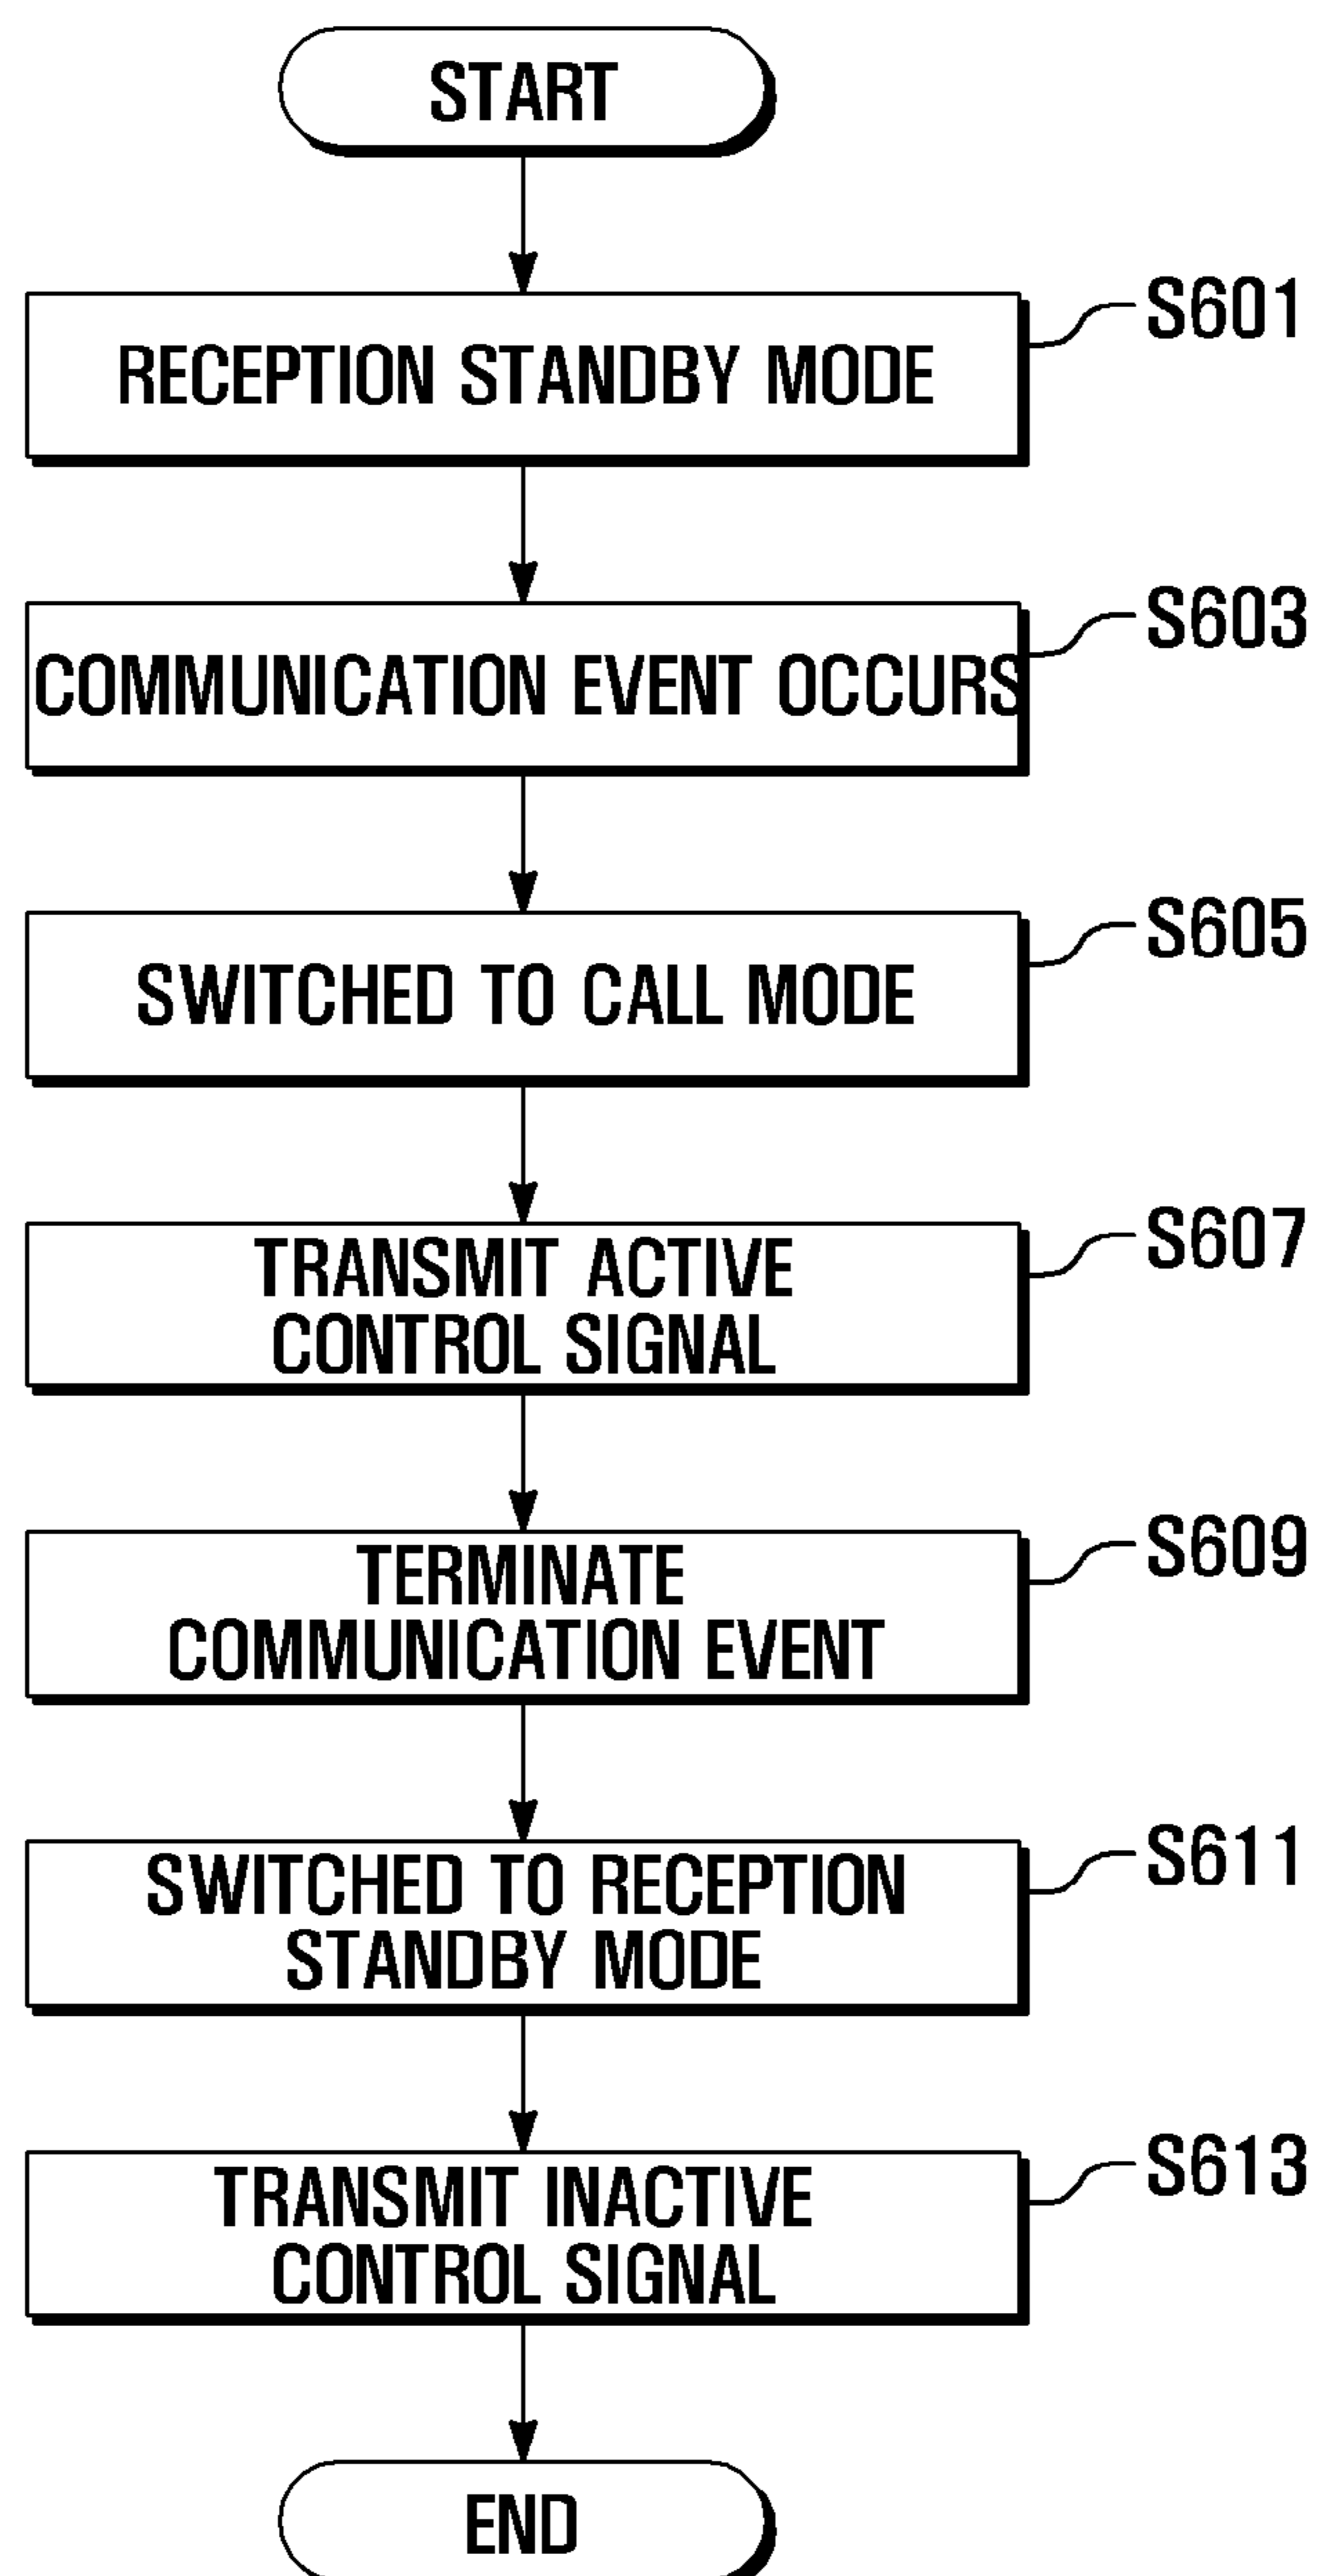 START
RECEPTION STANDBY MODE
S601
COMMUNICATION EVENT OCCURS
S603
SWITCHED TO CALL MODE
S605
TRANSMIT ACTIVE
CONTROL SIGNAL
S607
TERMINATE
COMMUNICATION EVENT
S609
SWITCHED TO RECEPTION
STANDBY MODE
S611
TRANSMIT INACTIVE
CONTROL SIGNAL
S613
END